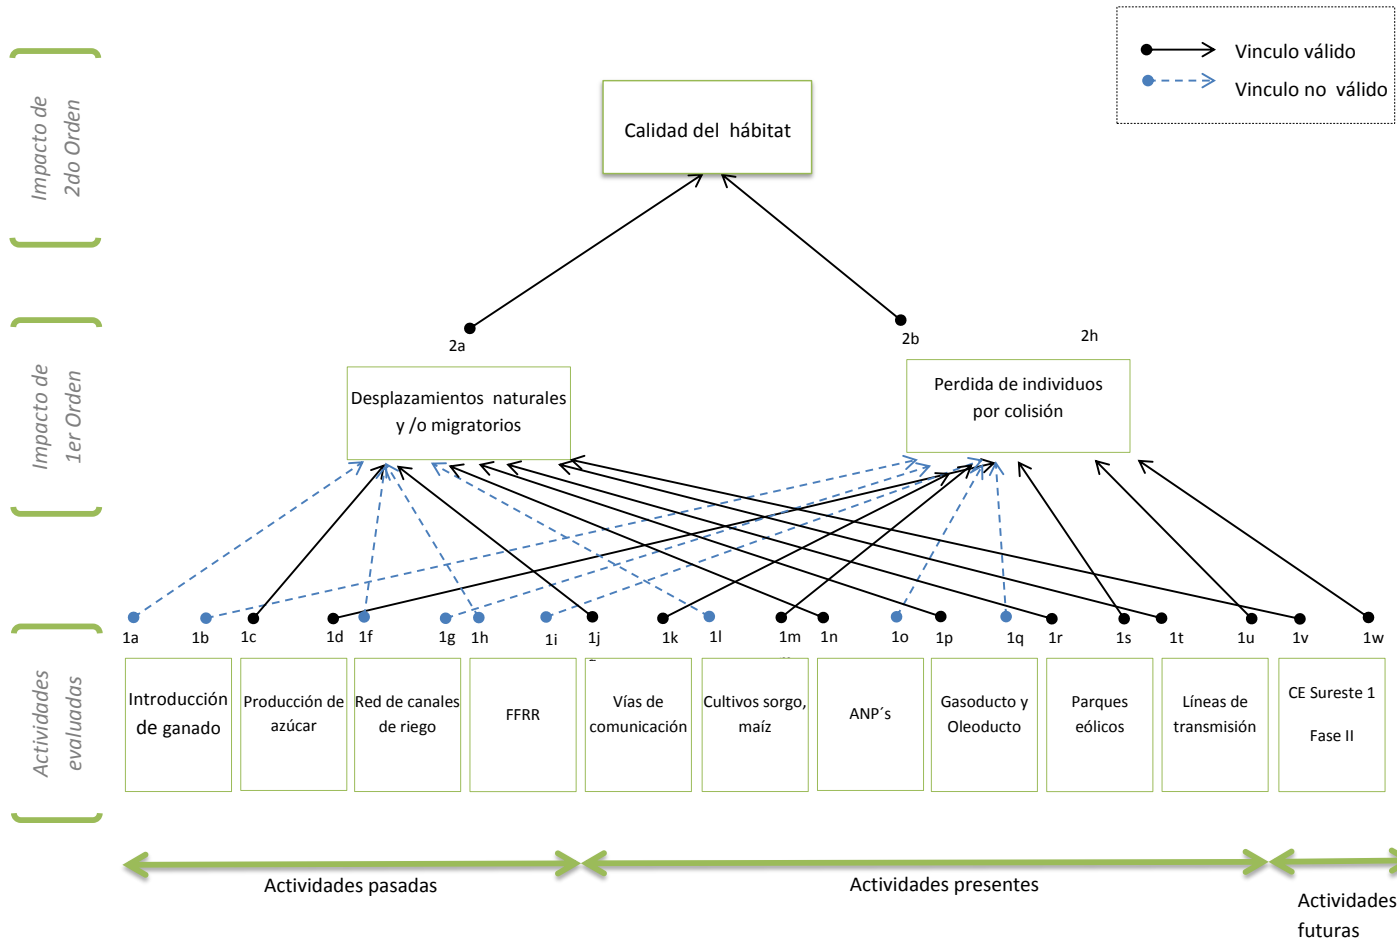 Vinculo válido
Vinculo no válido
Impacto de
2do Orden
Calidad del hábitat
2a
2b
2h
Impacto de
1er Orden
Desplazamientos naturales
y /o migratorios
Perdida de individuos
por colisión
1a 1b 1c 1d 1f 1g 1h 1i 1j 1k 1l 1m 1n 1o 1p 1q 1r 1s 1t 1u 1v 1w
Actividades
evaluadas
Introducción
de ganado
Producción de
azúcar
Red de canales
de riego
FFRR
Vías de
comunicación
Cultivos sorgo,
maíz
ANP´s
Gasoducto y
Oleoducto
Parques
eólicos
Líneas de
transmisión
CE Sureste 1
Fase II
Actividades pasadas
Actividades presentes
Actividades
futuras